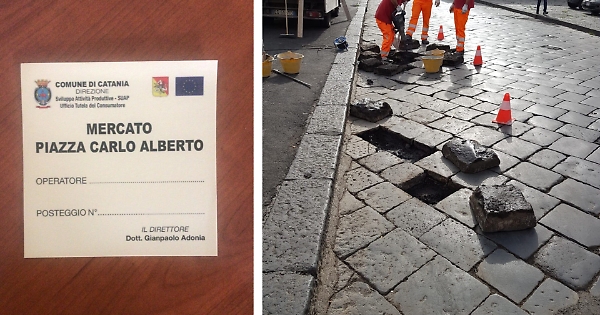 COMUNE DI CATANIA
DIREZIONE
Sviluppo Attività Produttive - SUAP
Ufficio Tutela del Consumatore
MERCATO
PIAZZA CARLO ALBERTO
OPERATORE
POSTEGGIO N°
IL DIRETTORE
Dott. Gianpaolo Adonia